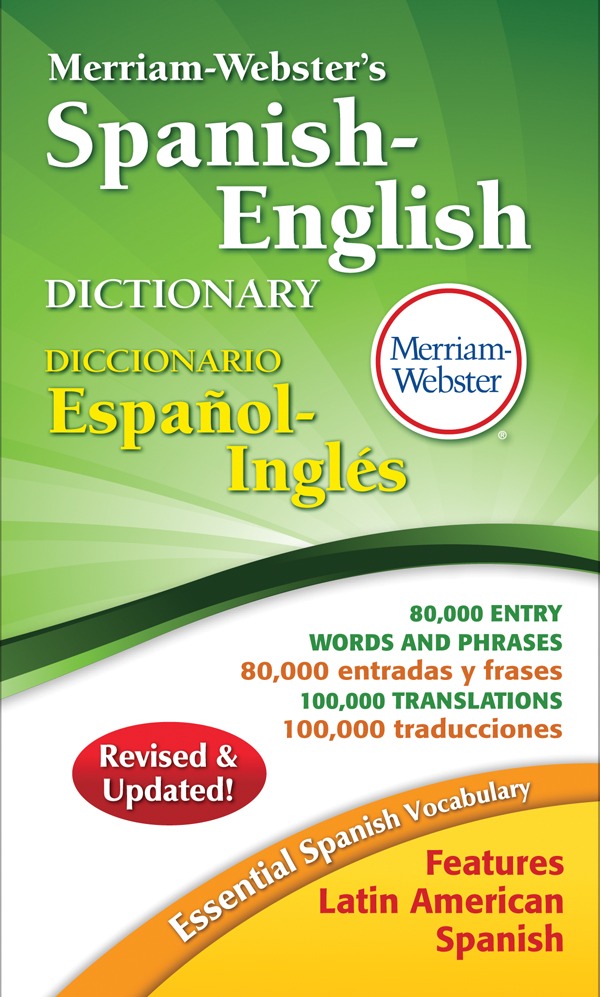 Merriam-Webster's
Spanish-
English
DICTIONARY
DICCIONARIO
Español-
Inglés
Merriam-
Webster
®
80,000 ENTRY
WORDS AND PHRASES
80,000 entradas y frases
100,000 TRANSLATIONS
100,000 traducciones
Revised &
Updated!
Essential Spanish Vocabulary
Features
Latin American
Spanish